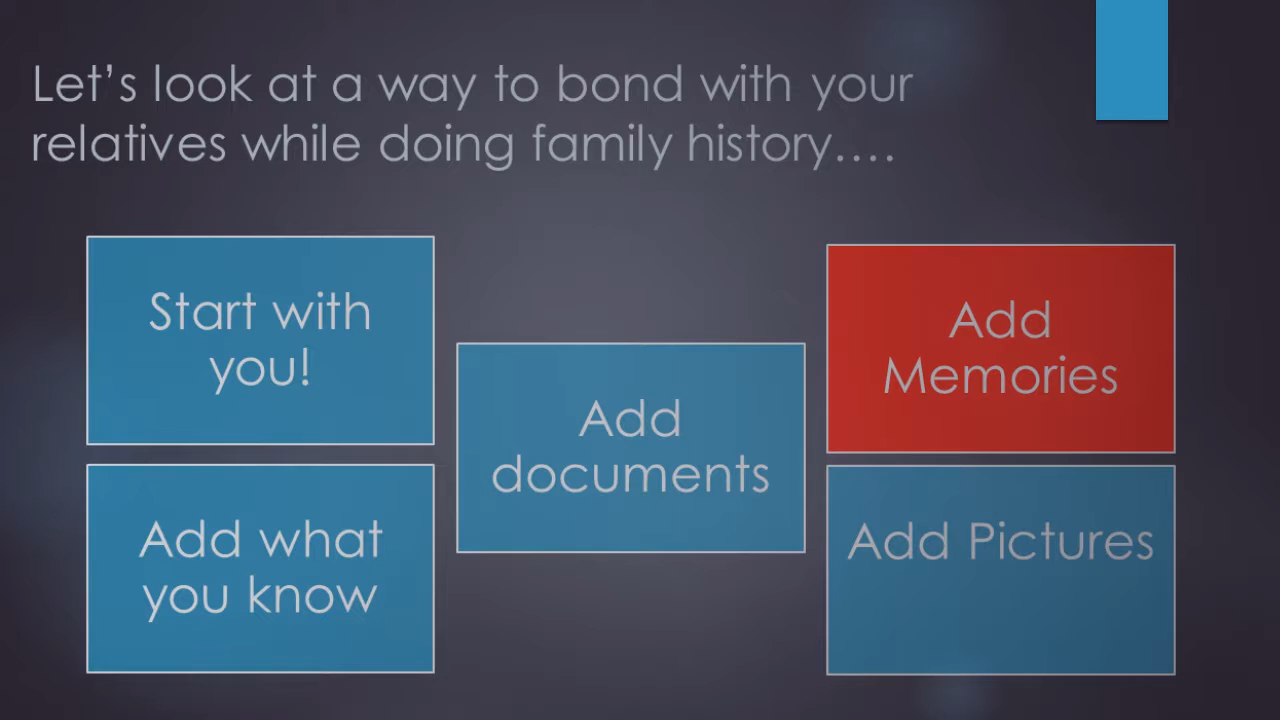 Let’s look at a way to bond with your
relatives while doing family history….
Start with
you!
Add what
you know
Add
documents
Add
Memories
Add Pictures